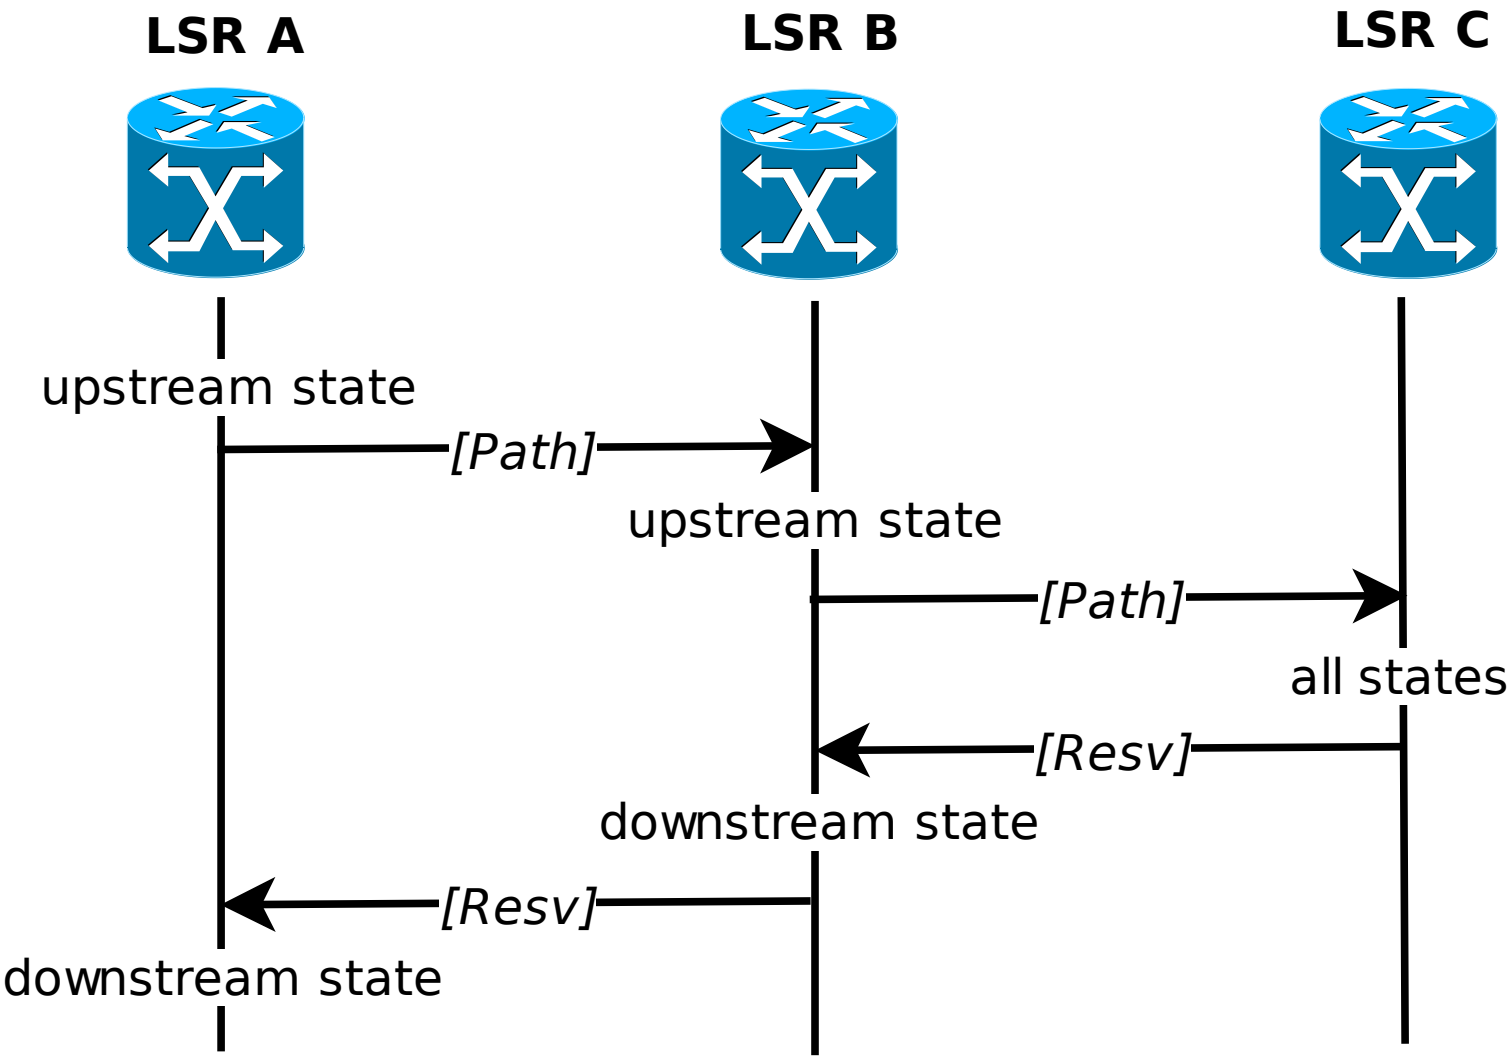 LSR A
LSR B
LSR C
upstream state
[Path]
upstream state
[Path]
all states
[Resv]
downstream state
[Resv]
downstream state